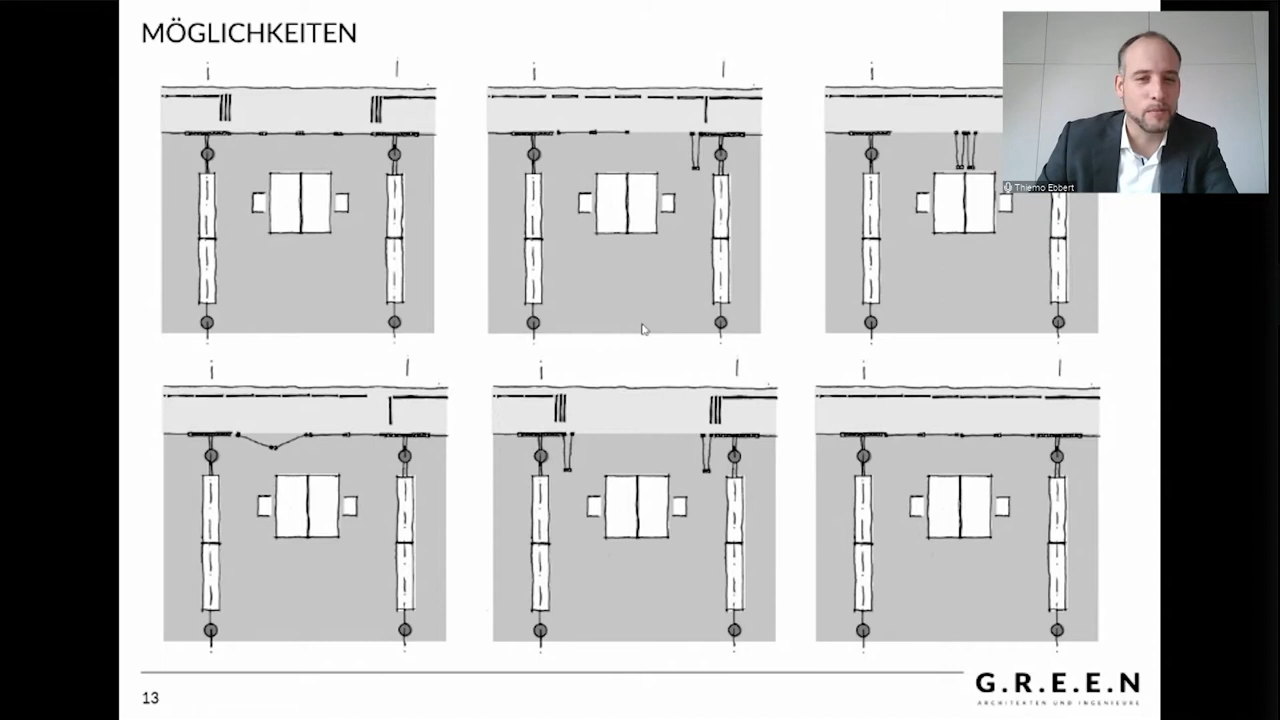 MÖGLICHKEITEN
Thiemo Ebbert
13
G.R.E.E.N
ARCHITEKTEN UND INGENIEURE